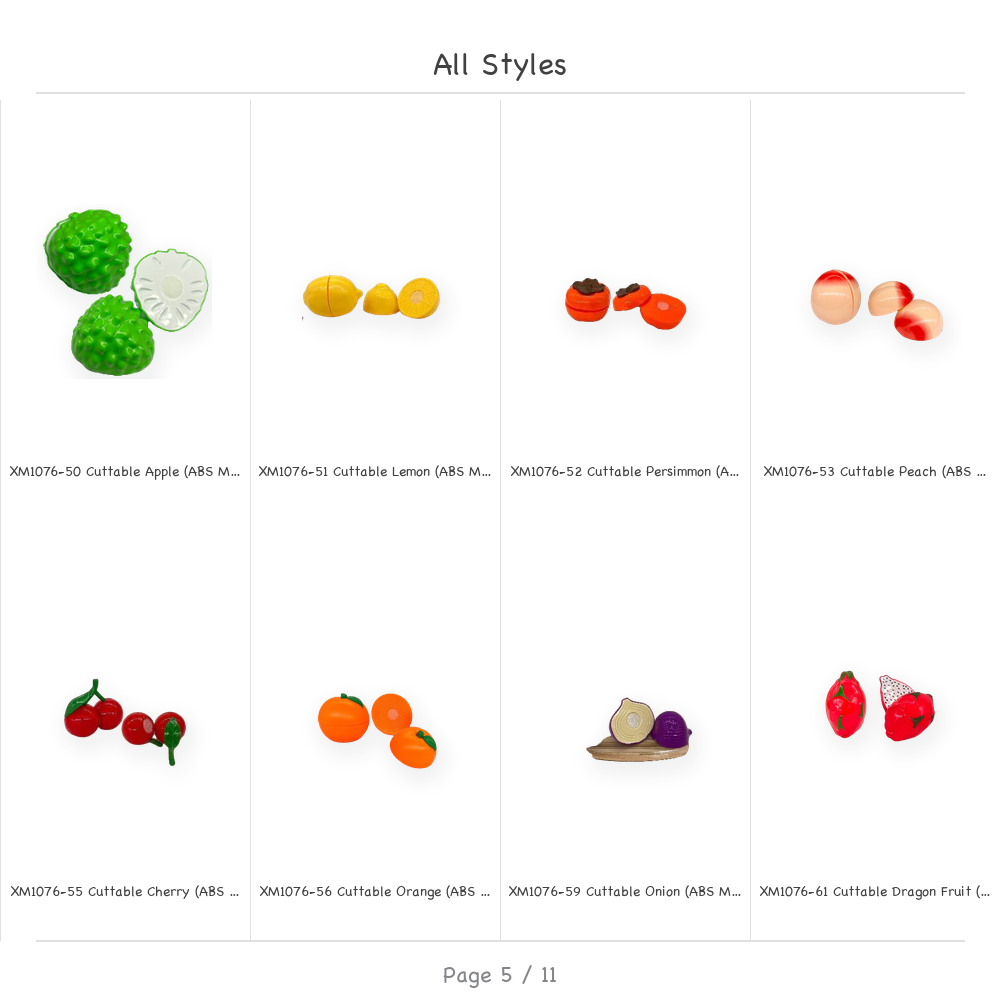 All Styles
XM1076-50 Cuttable Apple (ABS M...
XM1076-51 Cuttable Lemon (ABS M...
XM1076-52 Cuttable Persimmon (A...
XM1076-53 Cuttable Peach (ABS ...
XM1076-55 Cuttable Cherry (ABS ...
XM1076-56 Cuttable Orange (ABS ...
XM1076-59 Cuttable Onion (ABS M...
XM1076-61 Cuttable Dragon Fruit (...
Page 5 / 11